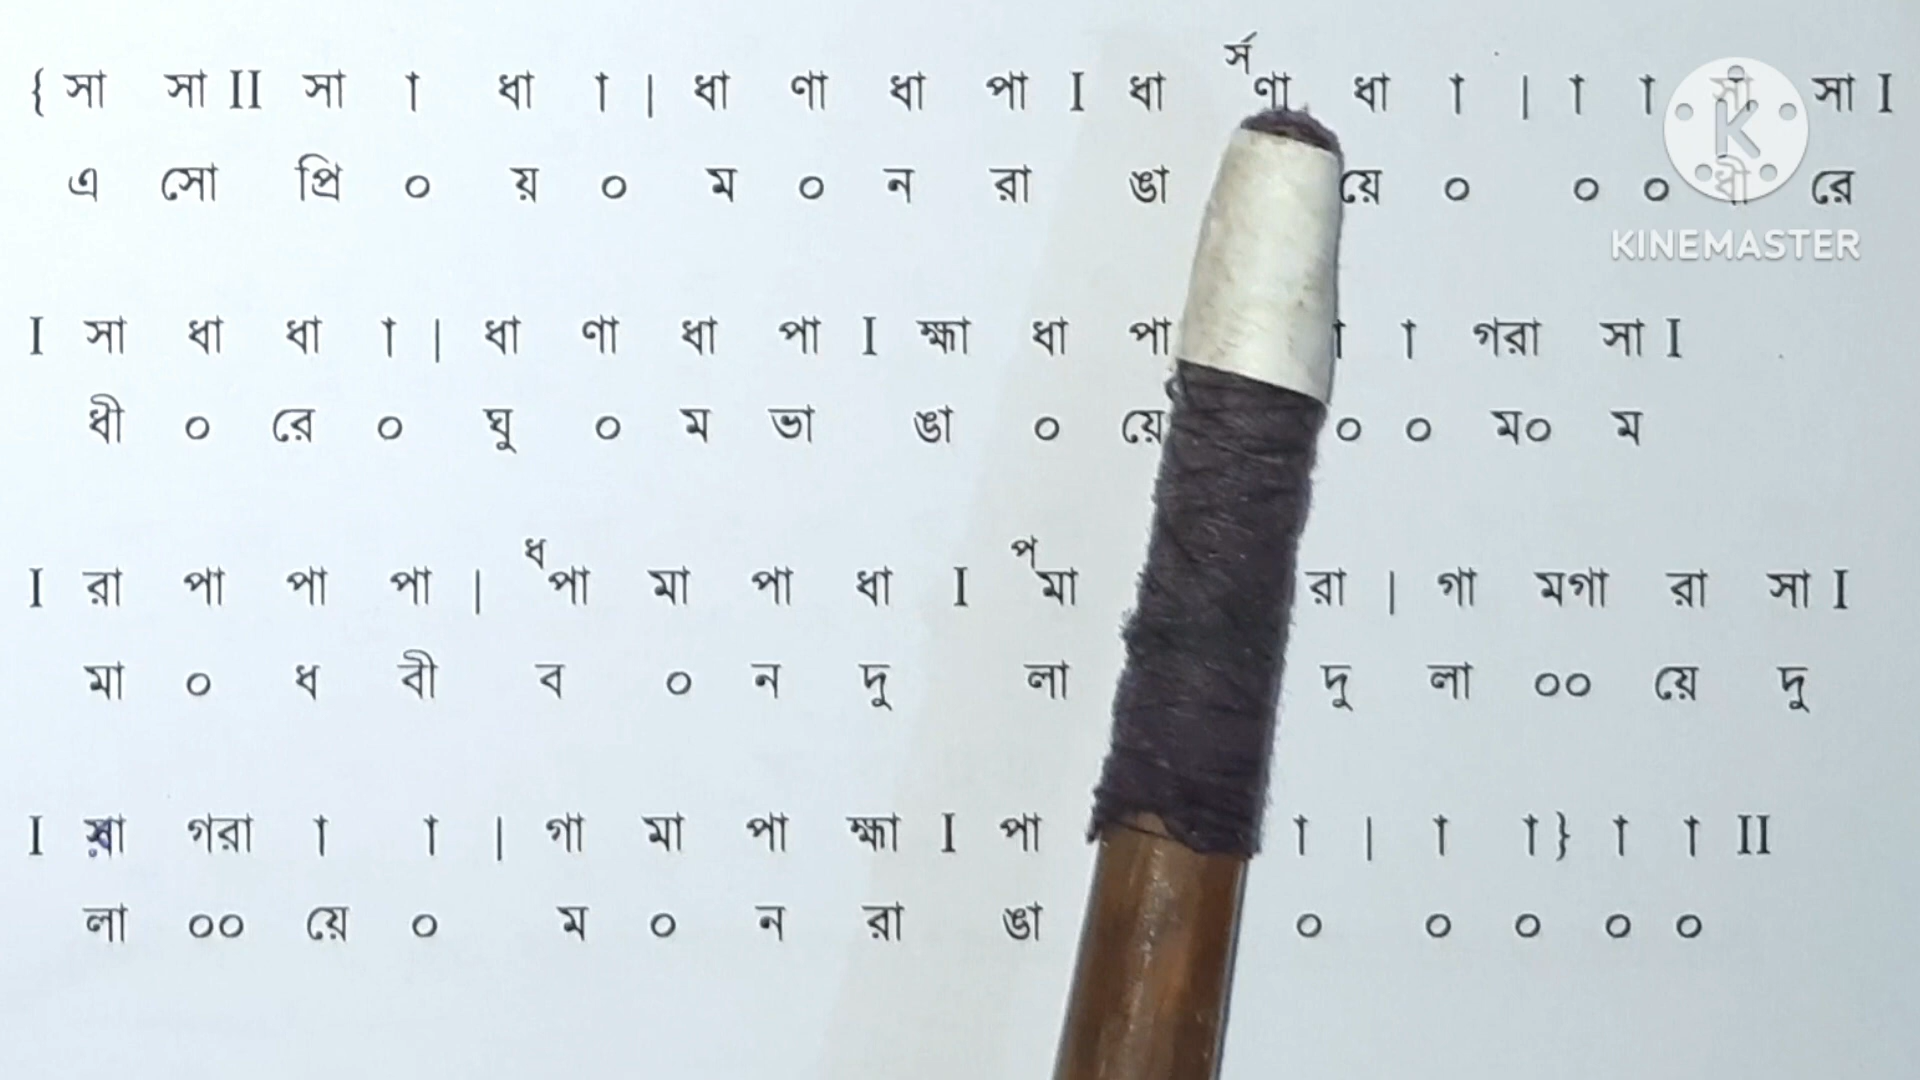 { সা সা II সা † ধা † | ধা ণা ধা পা I ধা র্সণা ধা † | † † সা সা I
এ সো প্রি ০ য় ০ ম ০ ন রা ঙা য়ে ০ ০ ০ ধী রে
KINEMASTER
I সা ধা ধা † | ধা ণা ধা পা I হ্মা ধা পা † † গরা সা I
ধী ০ রে ০ ঘু ০ ম ভা ঙা ০ য়ে ০ ০ ম০ ম
I রা পা পা পা | ধপা মা পা ধা I পমা রা | গা মগা রা সা I
মা ০ ধ বী ব ০ ন দু লা দু লা ০০ য়ে দু
I রা গরা † † | গা মা পা হ্মা I পা † | † †} † † II
লা ০০ য়ে ০ ম ০ ন রা ঙা ০ ০ ০ ০ ০